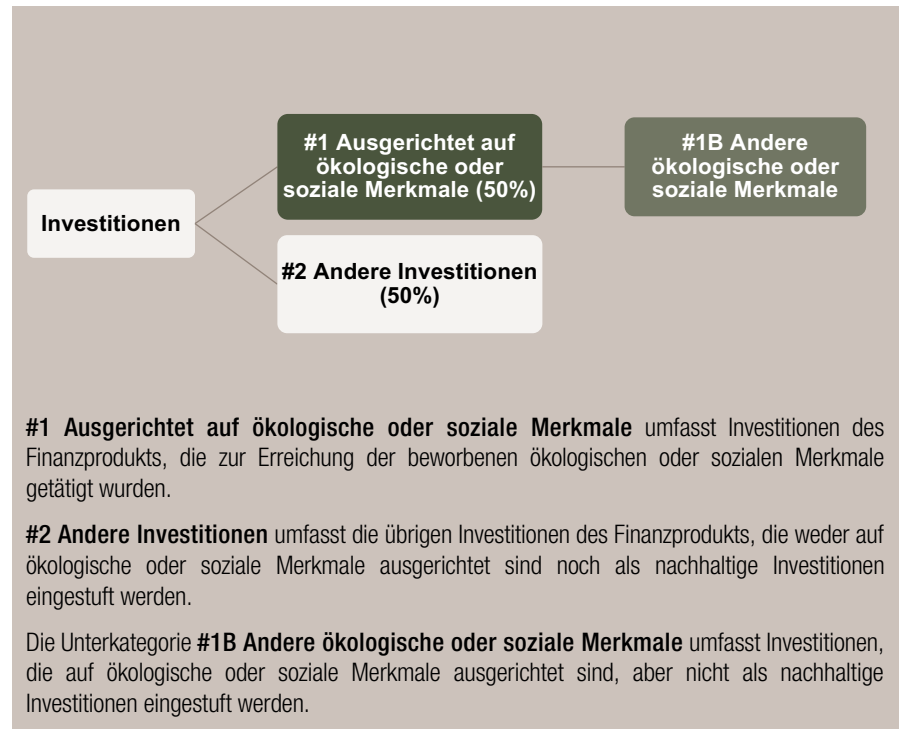 #1 Ausgerichtet auf
ökologische oder
soziale Merkmale (50%)
#1B Andere
ökologische oder
soziale Merkmale
Investitionen
#2 Andere Investitionen
(50%)
#1 Ausgerichtet auf ökologische oder soziale Merkmale umfasst Investitionen des
Finanzprodukts, die zur Erreichung der beworbenen ökologischen oder sozialen Merkmale
getätigt wurden.
#2 Andere Investitionen umfasst die übrigen Investitionen des Finanzprodukts, die weder auf
ökologische oder soziale Merkmale ausgerichtet sind noch als nachhaltige Investitionen
eingestuft werden.
Die Unterkategorie #1B Andere ökologische oder soziale Merkmale umfasst Investitionen,
die auf ökologische oder soziale Merkmale ausgerichtet sind, aber nicht als nachhaltige
Investitionen eingestuft werden.